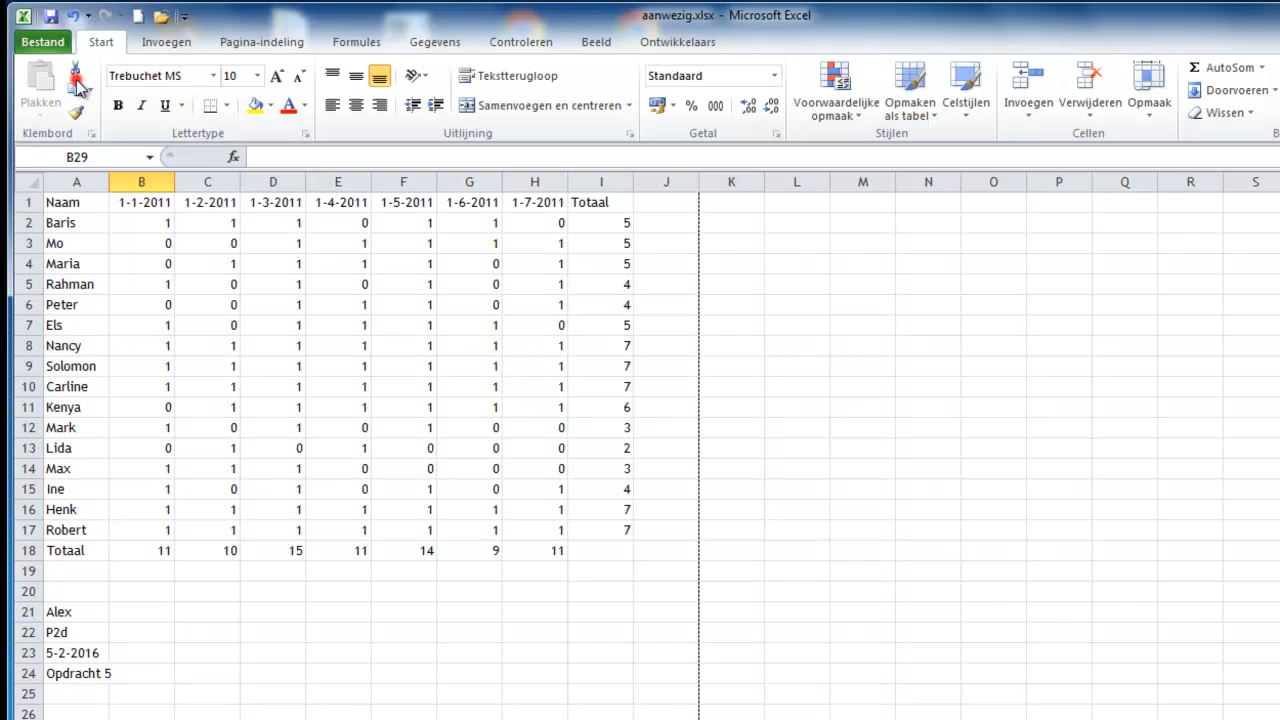 aanwezig.xlsx - Microsoft Excel
Bestand Start Invoegen Pagina-indeling Formules Gegevens Controleren Beeld Ontwikkelaars
Trebuchet MS 10 A A Tekstterugloop Standaard AutoSom
Plakken B I U A Samenvoegen en centreren % 000 Voorwaardelijke opmaak Opmaken als tabel Celstijlen Invoegen Verwijderen Opmaak Doorvoeren
Wissen
Klembord Lettertype Uitlijning Getal Stijlen Cellen B
B29 fx
A B C D E F G H I J K L M N O P Q R S
1 Naam 1-1-2011 1-2-2011 1-3-2011 1-4-2011 1-5-2011 1-6-2011 1-7-2011 Totaal
2 Baris 1 1 1 0 1 1 0 5
3 Mo 0 0 1 1 1 1 1 5
4 Maria 0 1 1 1 1 0 1 5
5 Rahman 1 0 1 0 1 0 1 4
6 Peter 0 0 1 1 1 0 1 4
7 Els 1 0 1 1 1 1 0 5
8 Nancy 1 1 1 1 1 1 1 7
9 Solomon 1 1 1 1 1 1 1 7
10 Carline 1 1 1 1 1 1 1 7
11 Kenya 0 1 1 1 1 1 1 6
12 Mark 1 0 1 0 1 0 0 3
13 Lida 0 1 0 1 0 0 0 2
14 Max 1 1 1 0 0 0 0 3
15 Ine 1 0 1 0 1 0 1 4
16 Henk 1 1 1 1 1 1 1 7
17 Robert 1 1 1 1 1 1 1 7
18 Totaal 11 10 15 11 14 9 11
19
20
21 Alex
22 P2d
23 5-2-2016
24 Opdracht 5
25
26